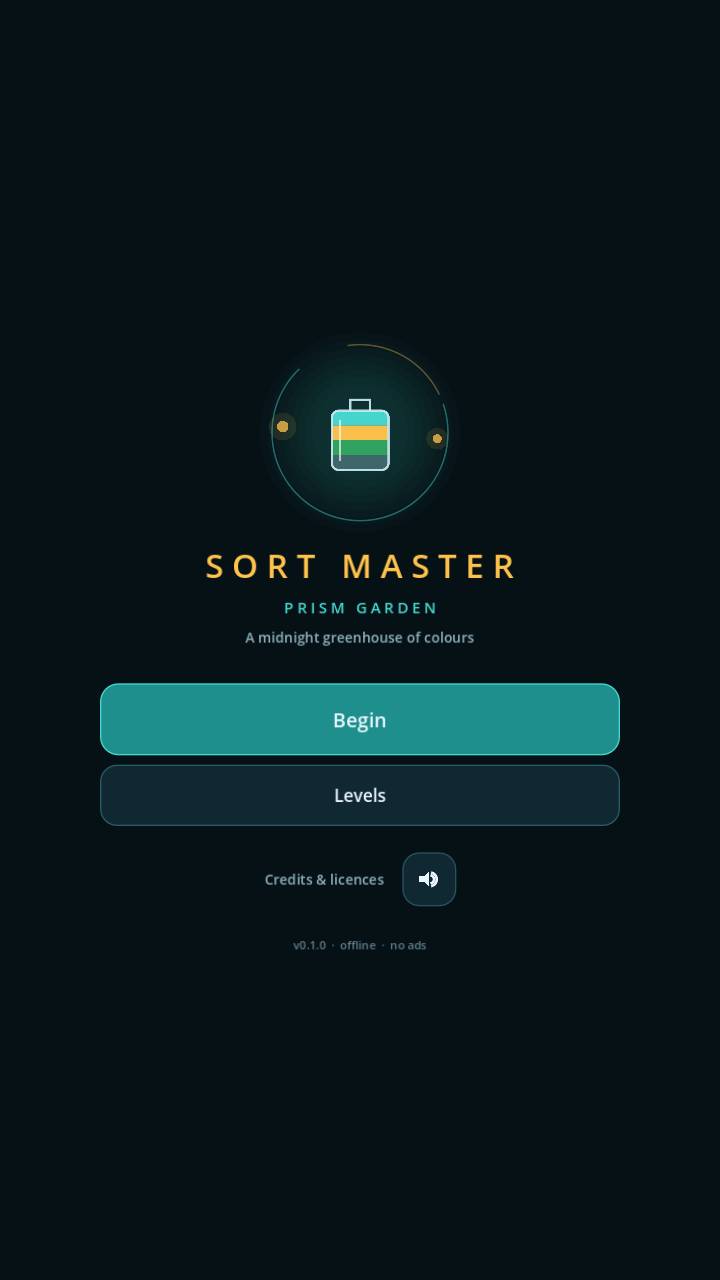 SORT MASTER
PRISM GARDEN
A midnight greenhouse of colours
Begin
Levels
Credits & licences
v0.1.0 · offline · no ads